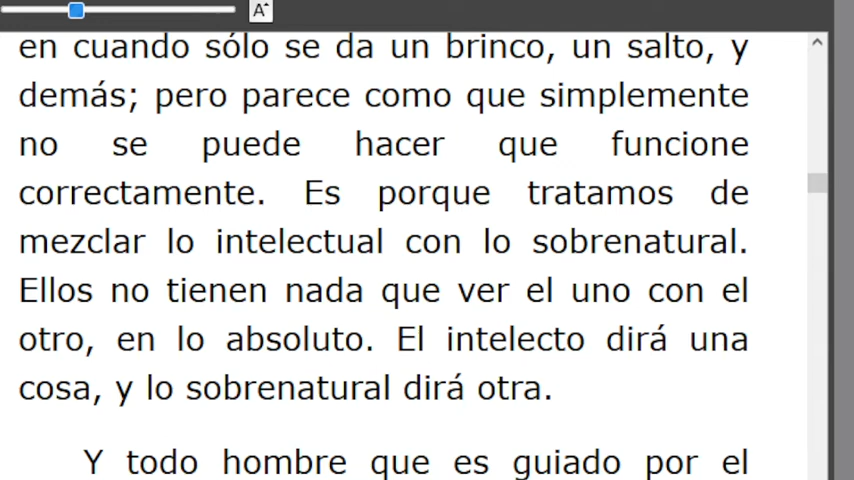 A
en cuando sólo se da un brinco, un salto, y
demás; pero parece como que simplemente
no se puede hacer que funcione
correctamente. Es porque tratamos de
mezclar lo intelectual con lo sobrenatural.
Ellos no tienen nada que ver el uno con el
otro, en lo absoluto. El intelecto dirá una
cosa, y lo sobrenatural dirá otra.
Y todo hombre que es guiado por el